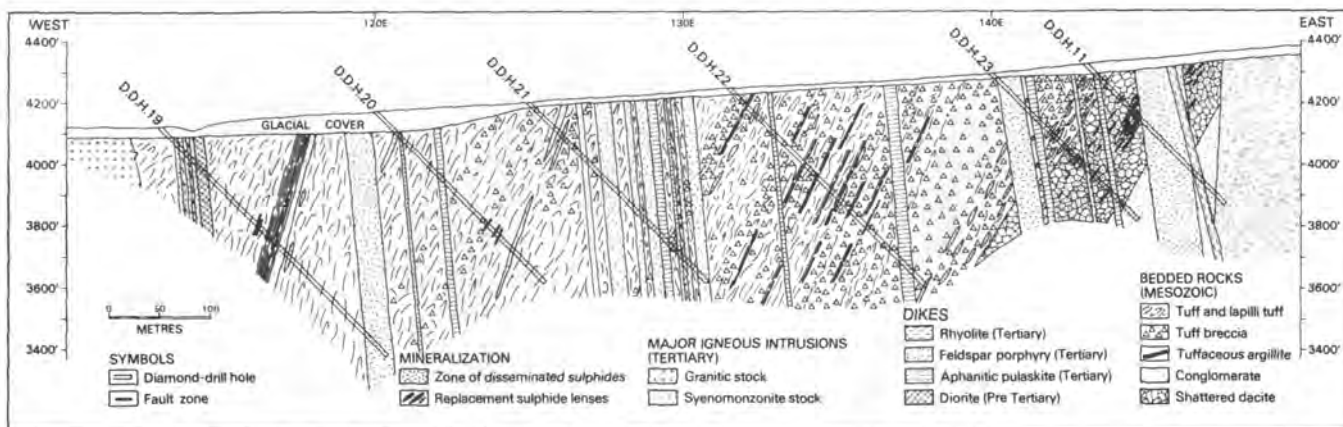 WEST
120E
130E
140E
EAST
4400'
4200'
4000'
3800'
3600'
3400'
4400'
4200'
4000'
3800'
3600'
3400'
D.D.H.19
D.D.H.20
D.D.H.21
D.D.H.22
D.D.H.23
D.D.H.11
GLACIAL COVER
0 50
METRES
SYMBOLS
Diamond-drill hole
Fault zone
MINERALIZATION
Zone of disseminated sulphides
Replacement sulphide lenses
MAJOR IGNEOUS INTRUSIONS
(TERTIARY)
Granitic stock
Syenomonzonite stock
DIKES
Rhyolite (Tertiary)
Feldspar porphyry (Tertiary)
Aphanitic pulaskite (Tertiary)
Diorite (Pre Tertiary)
BEDDED ROCKS
(MESOZOIC)
Tuff and lapilli tuff
Tuff breccia
Tuffaceous argillite
Conglomerate
Shattered dacite